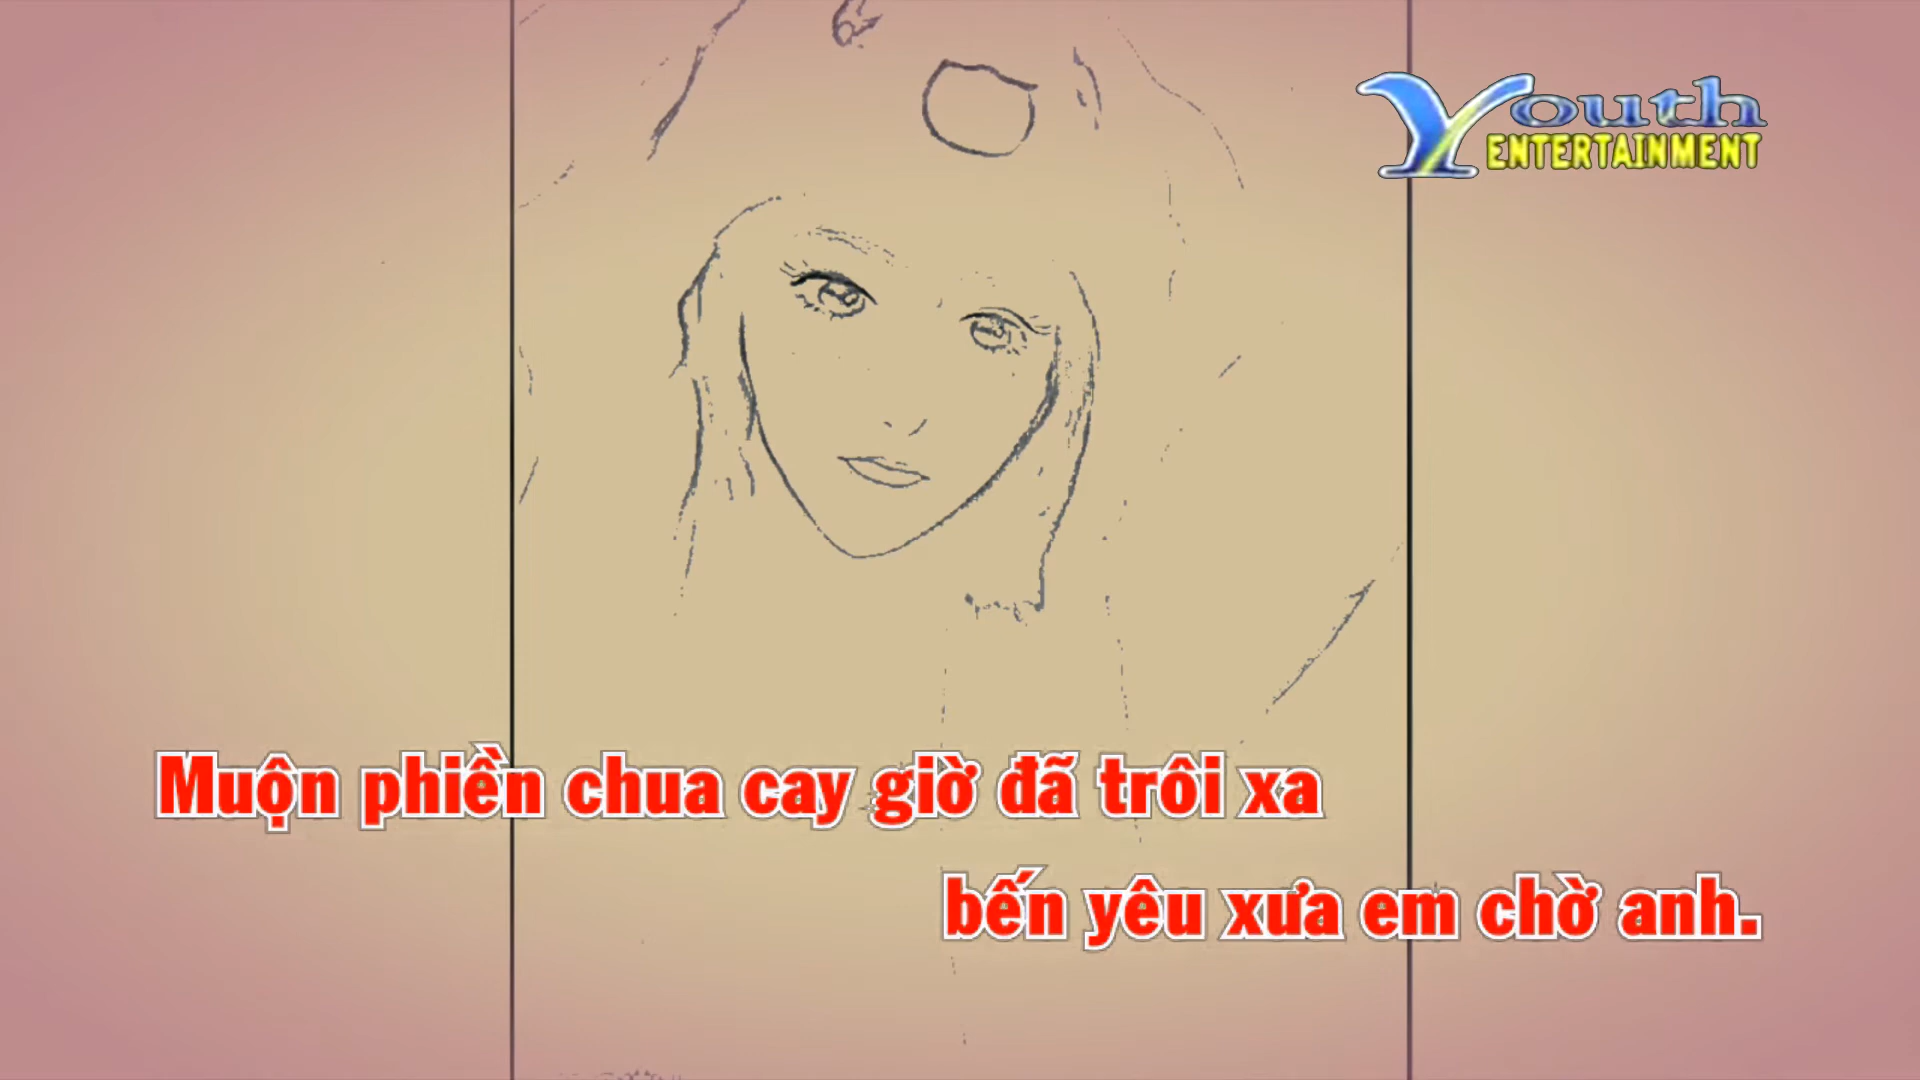 Youth
ENTERTAINMENT
Muộn phiền chua cay giờ đã trôi xa
bến yêu xưa em chờ anh.